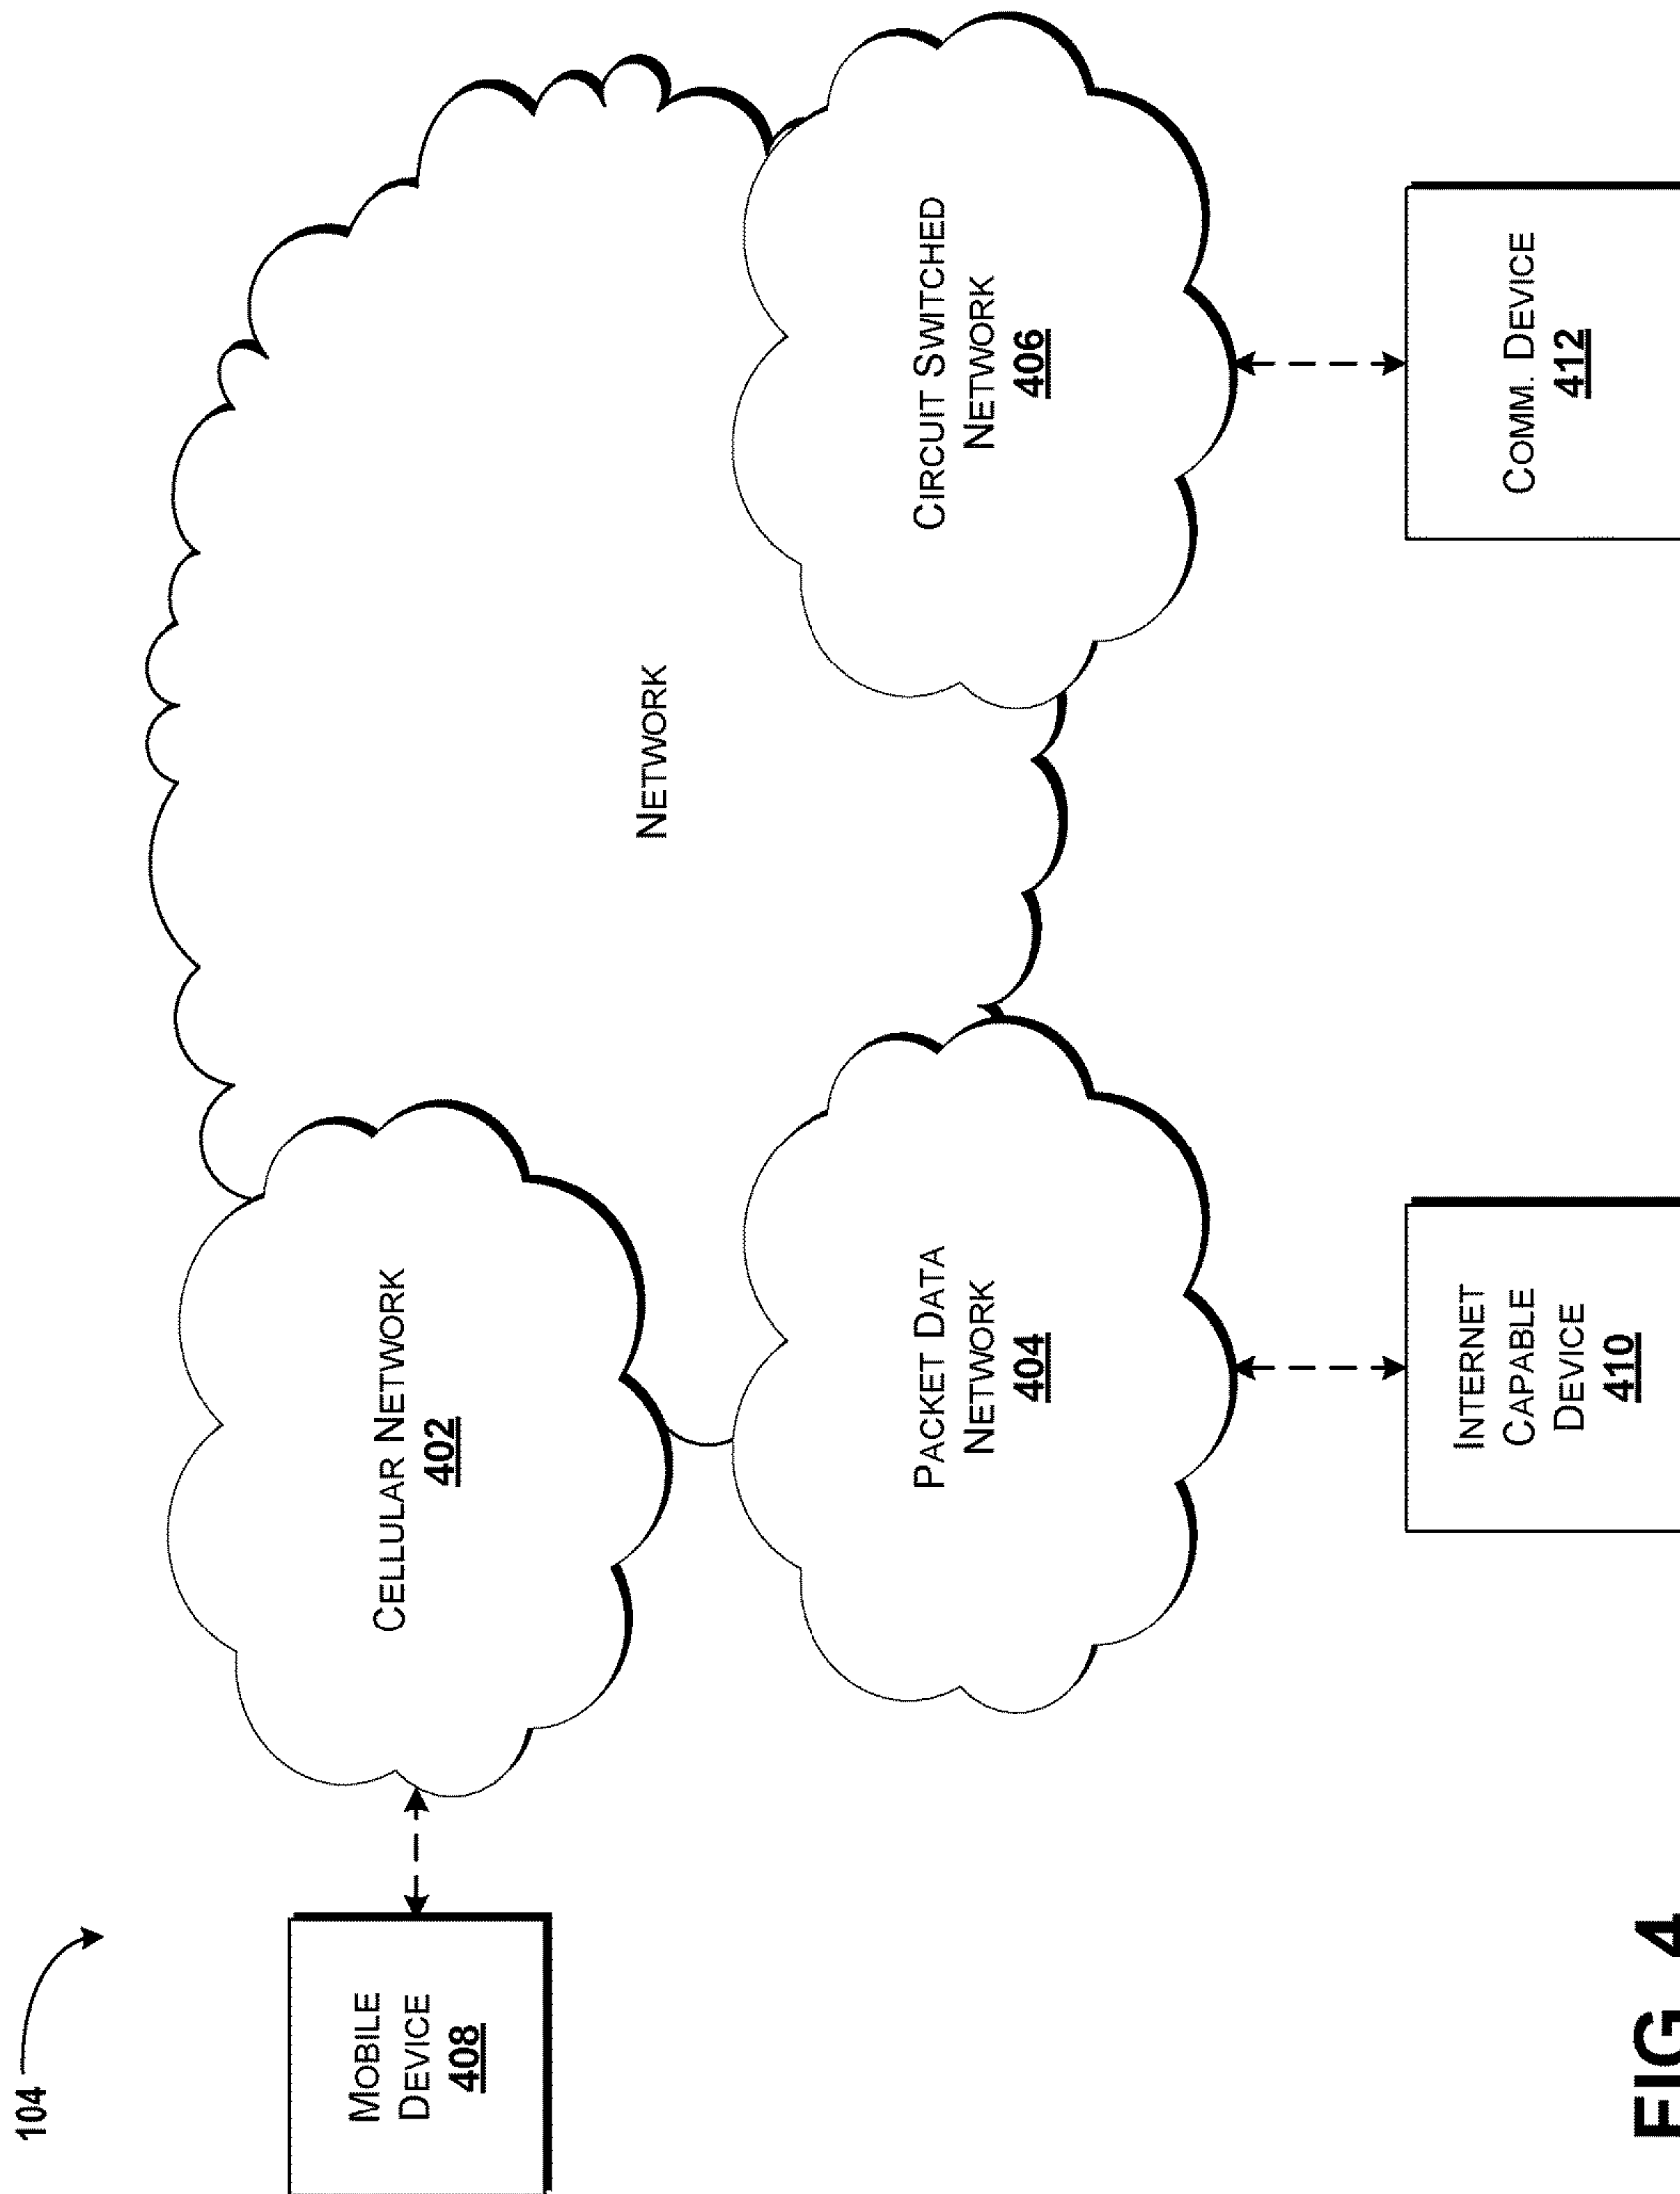 104
MOBILE
DEVICE
408
CELLULAR NETWORK
402
NETWORK
PACKET DATA
NETWORK
404
CIRCUIT SWITCHED
NETWORK
406
INTERNET
CAPABLE
DEVICE
410
COMM. DEVICE
412
FIG. 4